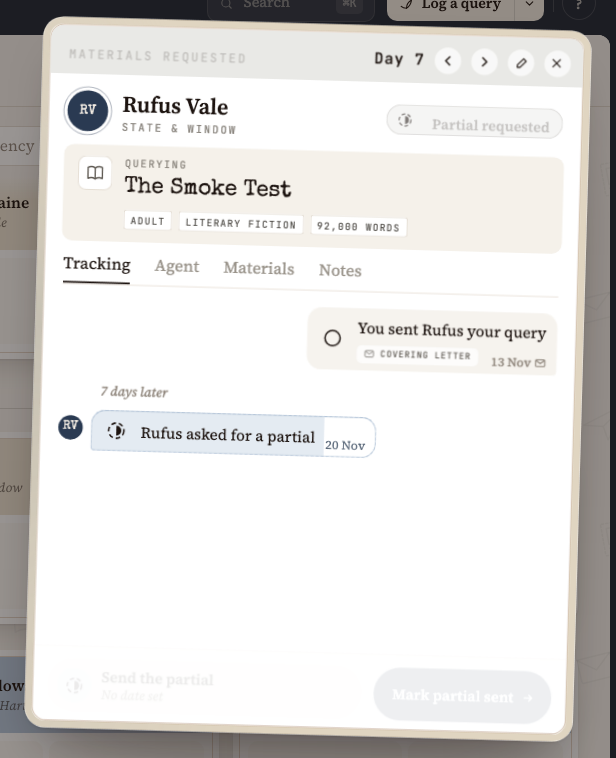 Search ⌘K
Log a query
?
MATERIALS REQUESTED
Day 7
RV
Rufus Vale
STATE & WINDOW
Partial requested
ency
QUERYING
The Smoke Test
ADULT LITERARY FICTION 92,000 WORDS
aine
le
Tracking Agent Materials Notes
You sent Rufus your query
COVERING LETTER 13 Nov
7 days later
RV
Rufus asked for a partial
20 Nov
dow
low
Har
Send the partial
No date set
Mark partial sent →